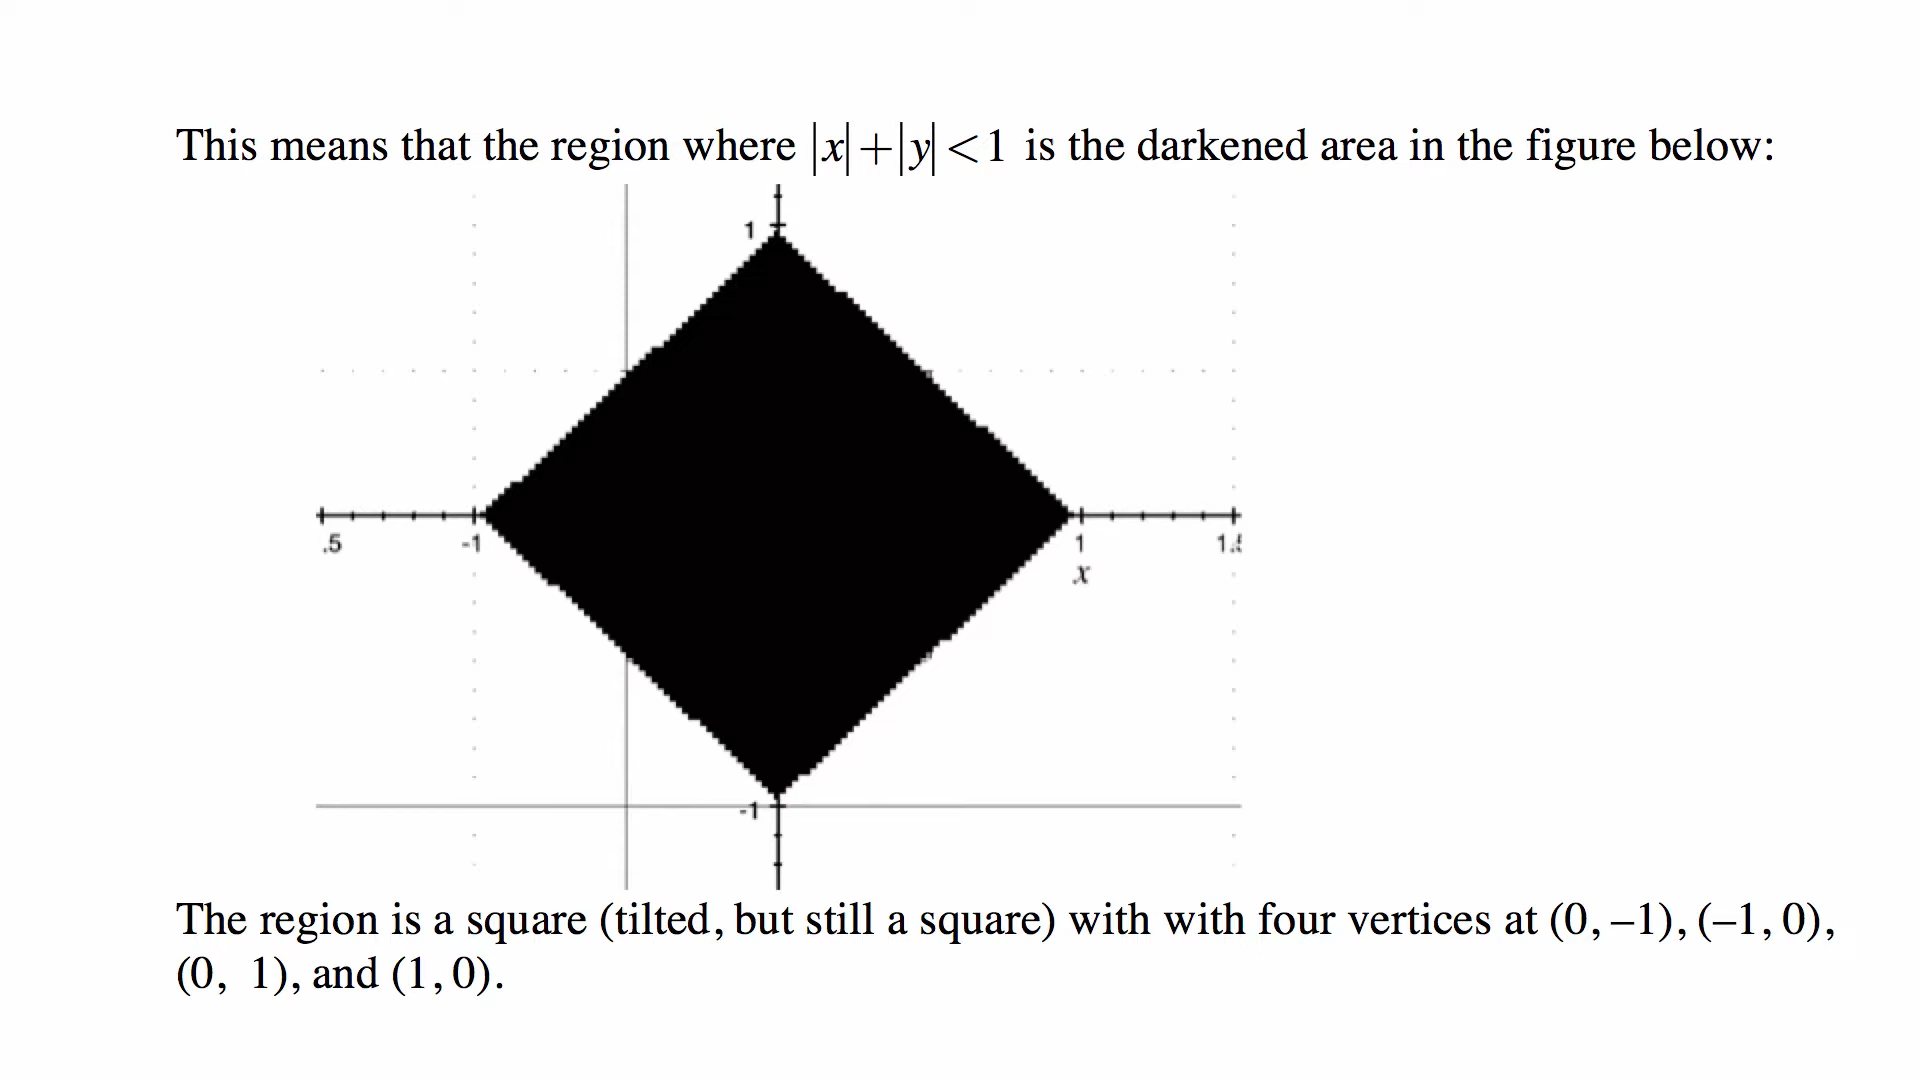 This means that the region where |x|+|y|<1 is the darkened area in the figure below:
1
.5 -1 1 1.
x
-1
The region is a square (tilted, but still a square) with with four vertices at (0, –1), (–1, 0),
(0, 1), and (1, 0).